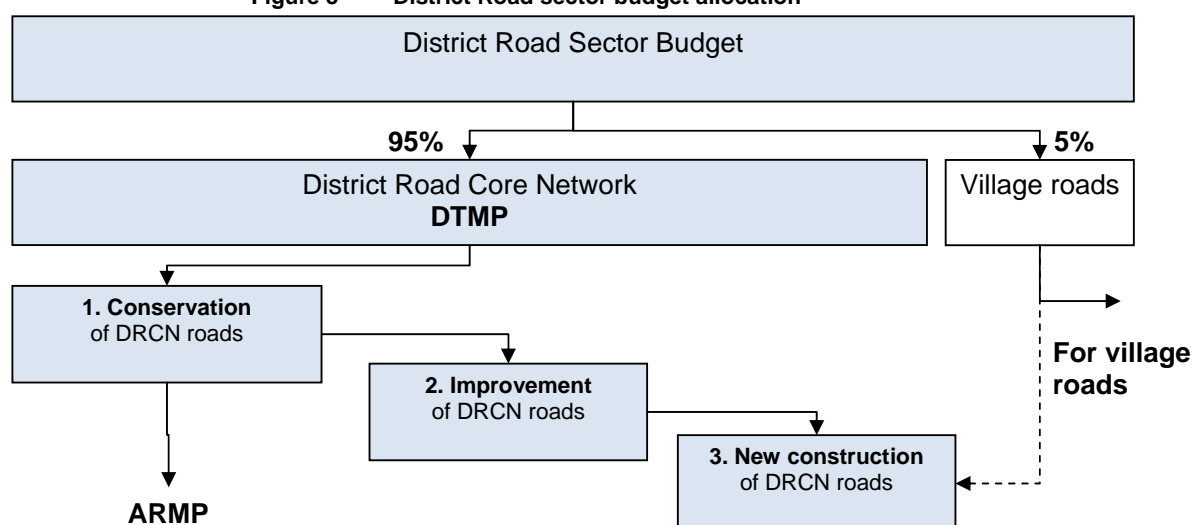 Figure 8 District Road sector budget allocation
District Road Sector Budget
95%
5%
District Road Core Network
DTMP
Village roads
1. Conservation
of DRCN roads
2. Improvement
of DRCN roads
For village
roads
3. New construction
of DRCN roads
ARMP